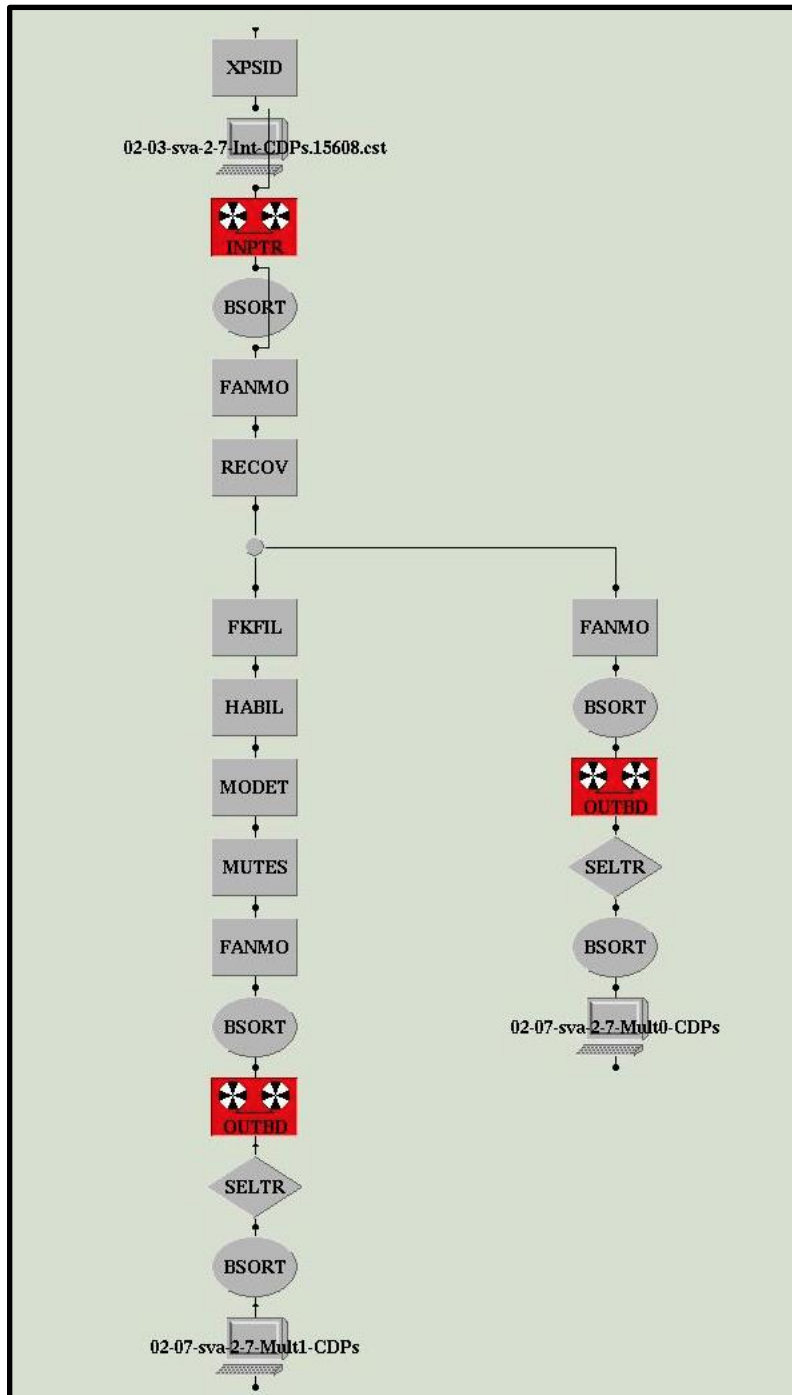 XPSID
02-03-sva-2-7-Int-CDPs.15608.cst
INPTR
BSORT
FANMO
RECOV
FKFIL
HABIL
MODET
MUTES
FANMO
BSORT
OUTBD
SELTR
BSORT
02-07-sva-2-7-Mult1-CDPs
FANMO
BSORT
OUTBD
SELTR
BSORT
02-07-sva-2-7-Mult0-CDPs